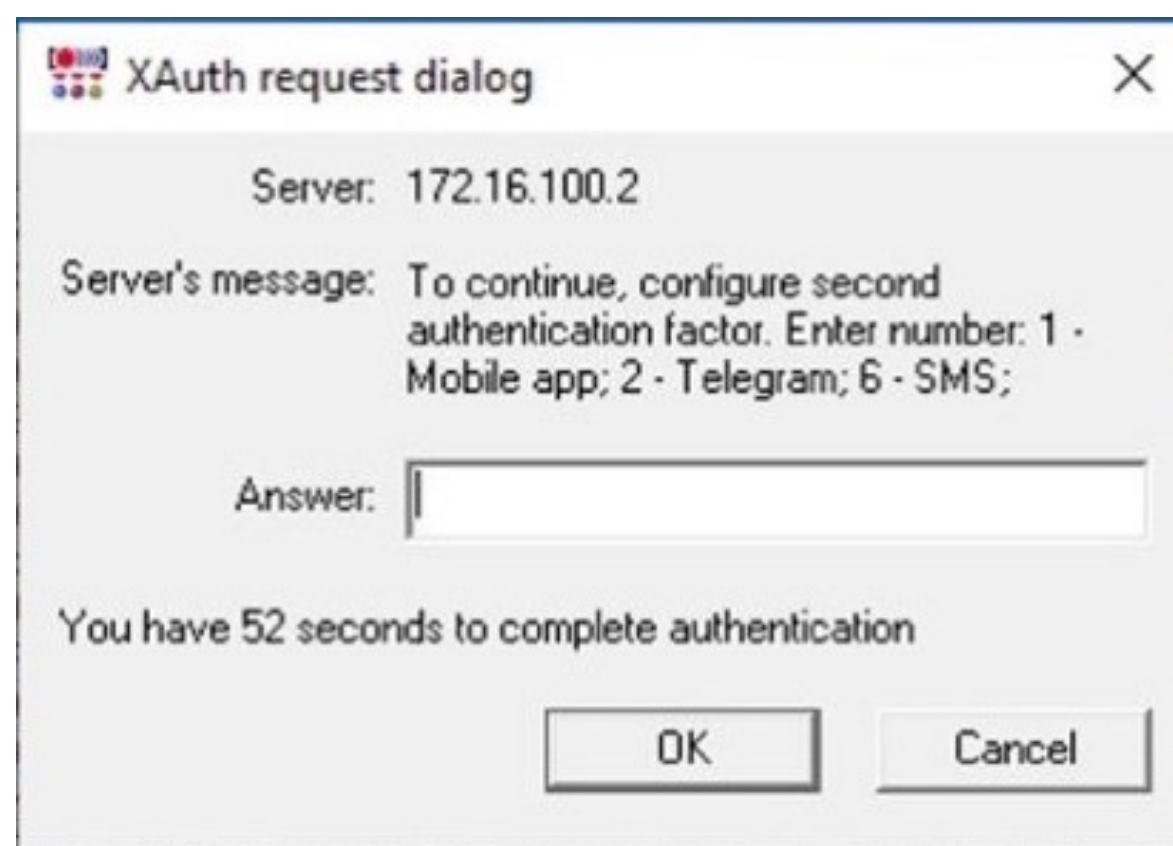 XAuth request dialog
Server: 172.16.100.2
Server's message: To continue, configure second
authentication factor. Enter number: 1 -
Mobile app; 2 - Telegram; 6 - SMS;
Answer:
You have 52 seconds to complete authentication
OK Cancel